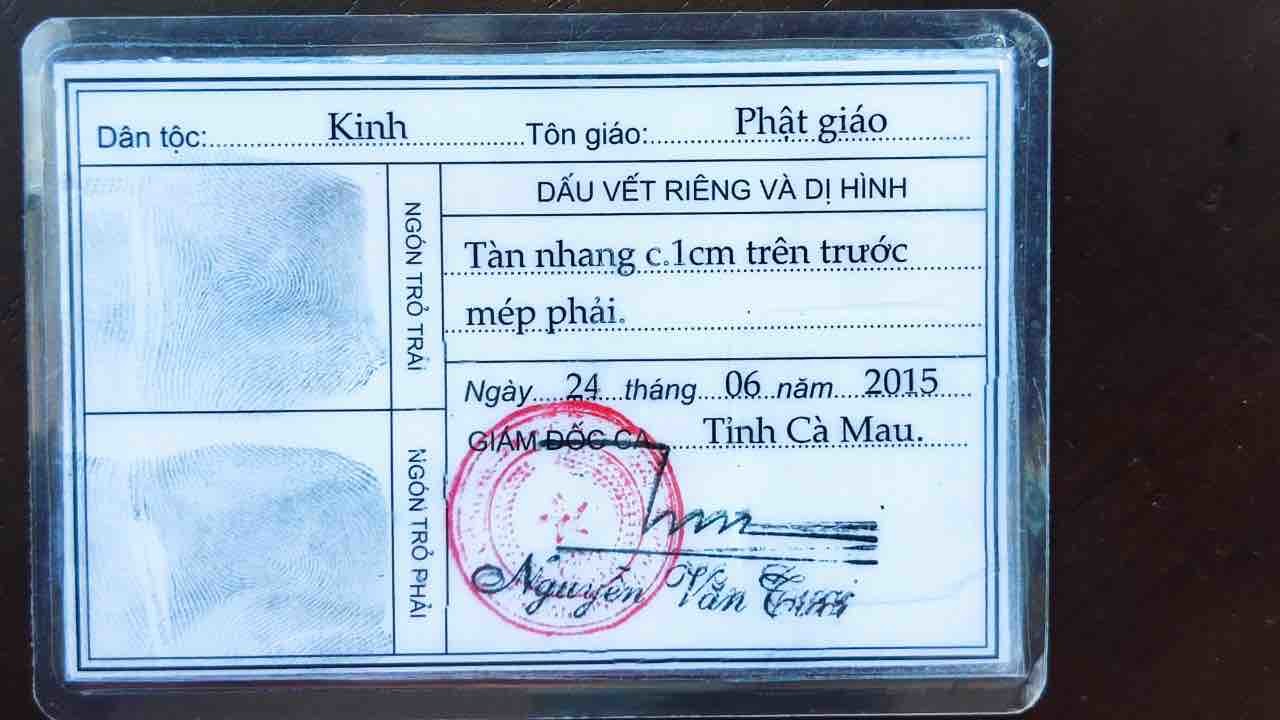 Dân tộc: Kinh Tôn giáo: Phật giáo
NGÓN TRỎ TRÁI
NGÓN TRỎ PHẢI
DẤU VẾT RIÊNG VÀ DỊ HÌNH
Tàn nhang c.1cm trên trước
mép phải.
Ngày 24 tháng 06 năm 2015
GIÁM ĐỐC CA Tỉnh Cà Mau.
Nguyễn Văn